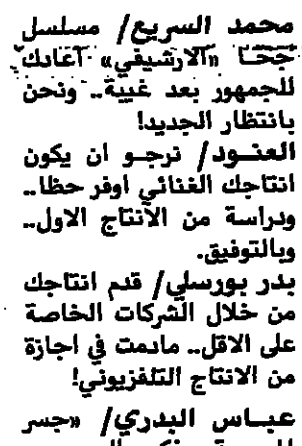 محمد السريع/ مسلسل
جحا «الارشيفي» آعادك
للجمهور بعد غيبة.. ونحن
بانتظار الجديد!
العنود/ نرجو ان يكون
انتاجك الغنائي اوفر حظا..
ودراسة من الأنتاج الاول..
وبالتوفيق.
بدر بورسلي/ قدم انتاجك
من خلال الشركات الخاصة
على الاقل.. مادمت في اجازة
من الانتاج التلفزيوني!
عباس البدري/ «جسر